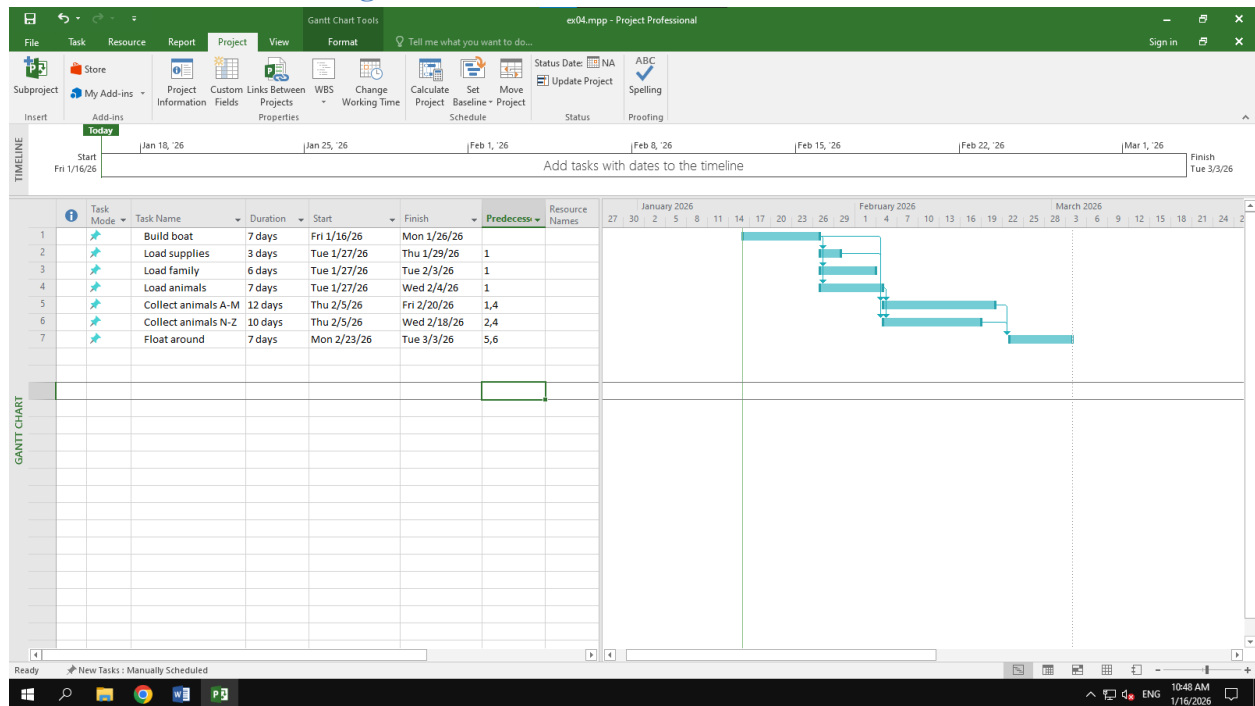 Gantt Chart Tools
ex04.mpp - Project Professional
File Task Resource Report Project View Format Tell me what you want to do... Sign in
Subproject
Store
My Add-ins
Project Information
Custom Fields
Links Between Projects
WBS
Change Working Time
Calculate Project
Set Baseline
Move Project
Status Date: NA
Update Project
ABC
Spelling
Insert Add-ins Properties Schedule Status Proofing
TIMELINE
Today
Jan 18, '26 Jan 25, '26 Feb 1, '26 Feb 8, '26 Feb 15, '26 Feb 22, '26 Mar 1, '26
Start
Fri 1/16/26
Add tasks with dates to the timeline
Finish
Tue 3/3/26
GANTT CHART
Task Mode Task Name Duration Start Finish Predecess Resource Names
1 Build boat 7 days Fri 1/16/26 Mon 1/26/26
2 Load supplies 3 days Tue 1/27/26 Thu 1/29/26 1
3 Load family 6 days Tue 1/27/26 Tue 2/3/26 1
4 Load animals 7 days Tue 1/27/26 Wed 2/4/26 1
5 Collect animals A-M 12 days Thu 2/5/26 Fri 2/20/26 1,4
6 Collect animals N-Z 10 days Thu 2/5/26 Wed 2/18/26 2,4
7 Float around 7 days Mon 2/23/26 Tue 3/3/26 5,6
January 2026 February 2026 March 2026
27 30 2 5 8 11 14 17 20 23 26 29 1 4 7 10 13 16 19 22 25 28 3 6 9 12 15 18 21 24
Ready New Tasks : Manually Scheduled
ENG
10:48 AM
1/16/2026